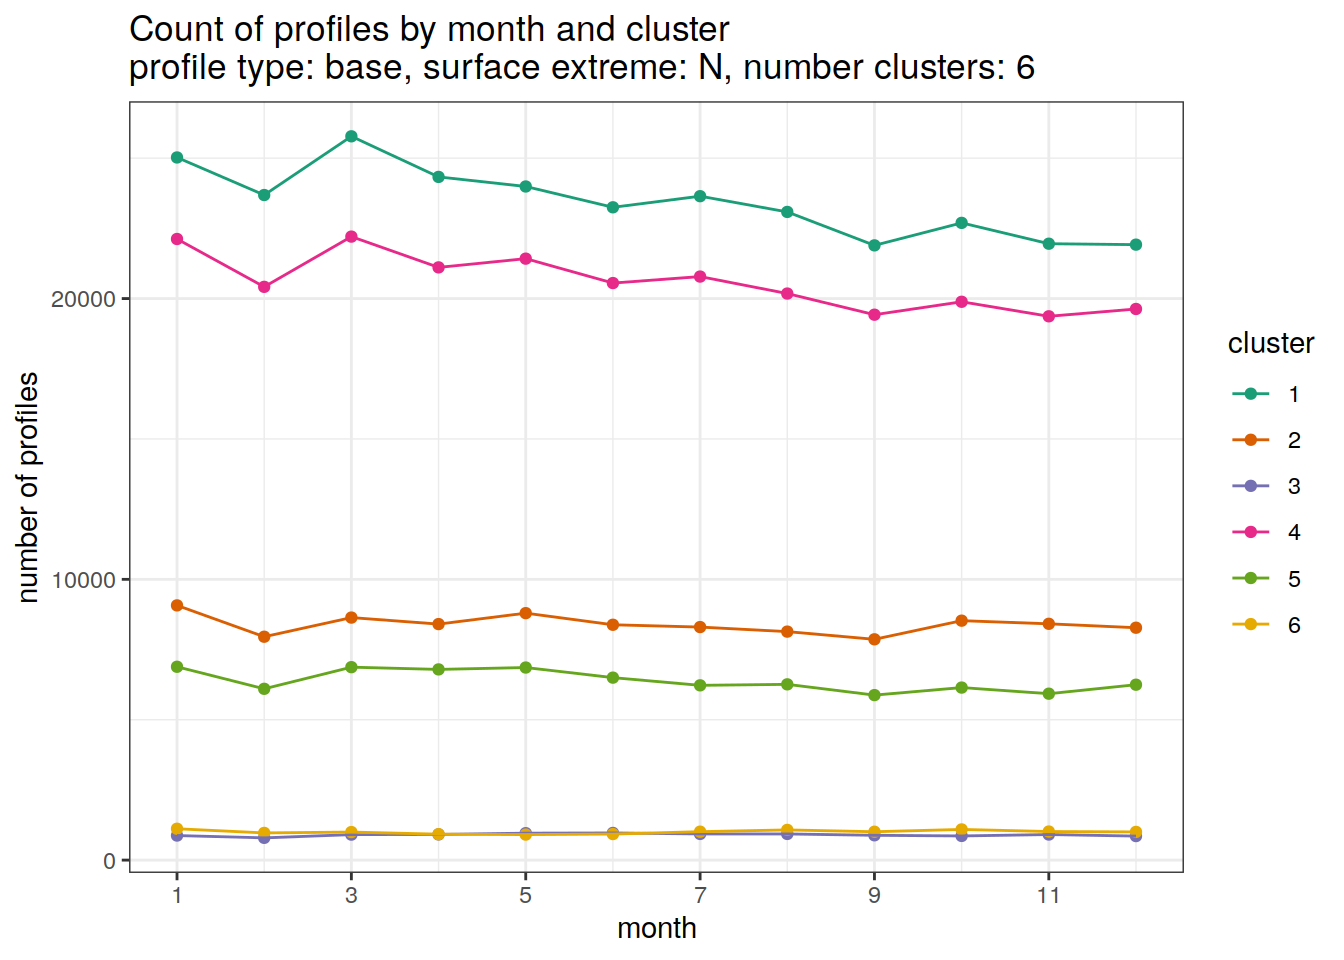 Count of profiles by month and cluster
profile type: base, surface extreme: N, number clusters: 6
number of profiles
20000
10000
0
1 3 5 7 9 11
month
cluster
1
2
3
4
5
6